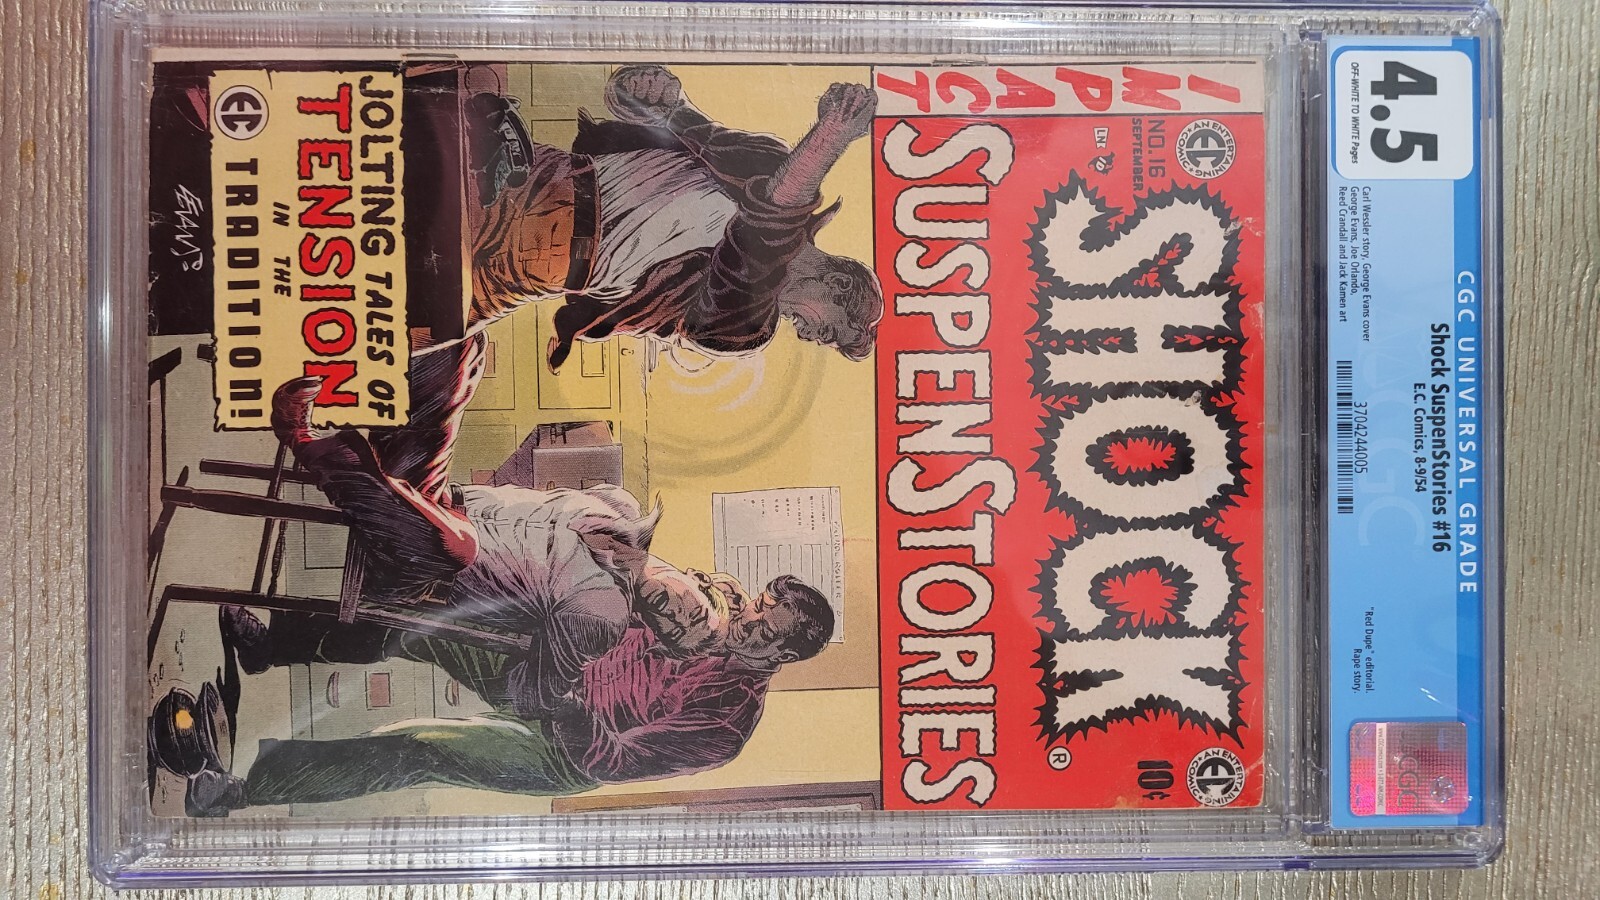 4.5
OFF-WHITE TO WHITE Pages
CGC UNIVERSAL GRADE
Shock SuspenStories #16
E.C. Comics, 8-9/54
Carl Wessler story. George Evans cover
George Evans, Joe Orlando,
Reed Crandall and Jack Kamen art
3704244005
"Red Dupe" editorial.
Rape story.
IMPACT
AN ENTERTAINING
EC
COMIC
NO. 16
SEPTEMBER
SHOCK
®
10¢
AN ENTERTAINING
EC
COMIC
SUSPENSTORIES
JOLTING TALES OF
TENSION
IN THE
EC TRADITION!
EVANS